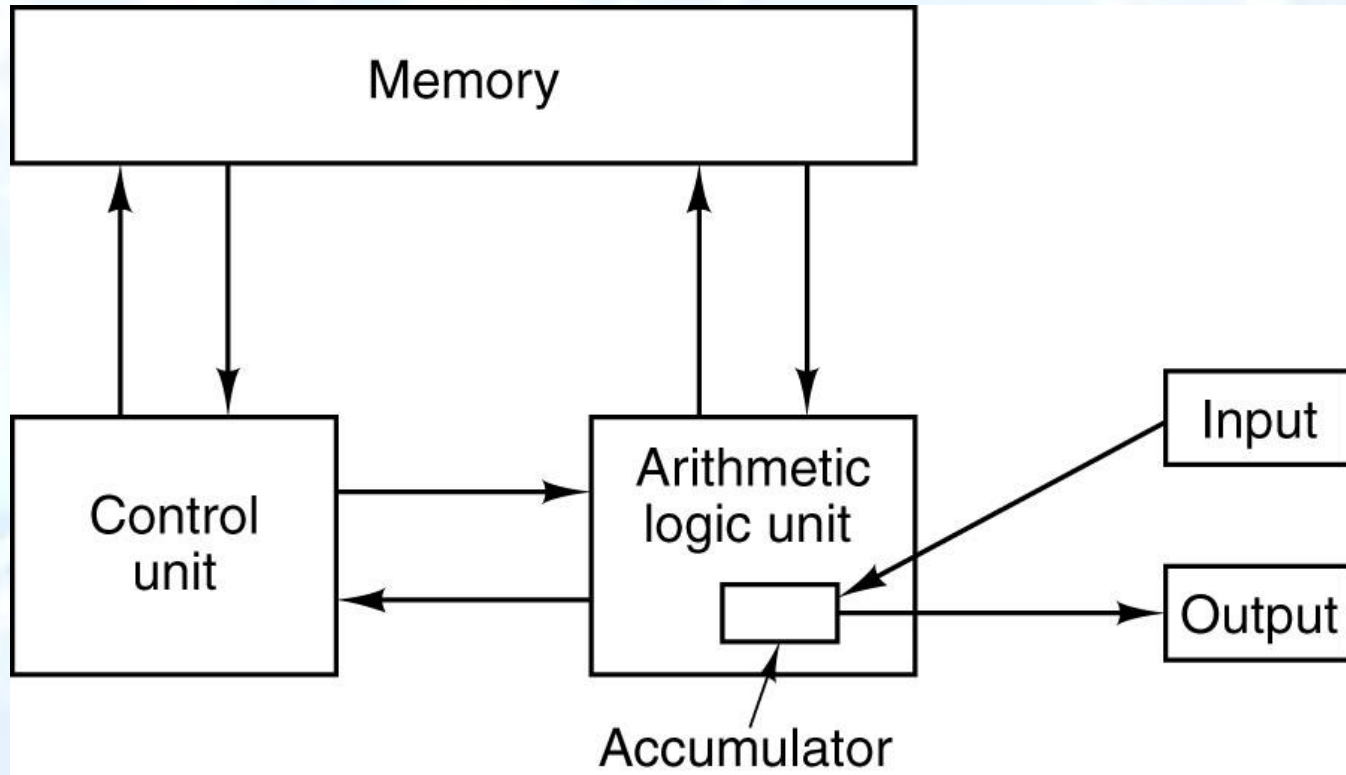 Memory
Control
unit
Arithmetic
logic unit
Input
Output
Accumulator